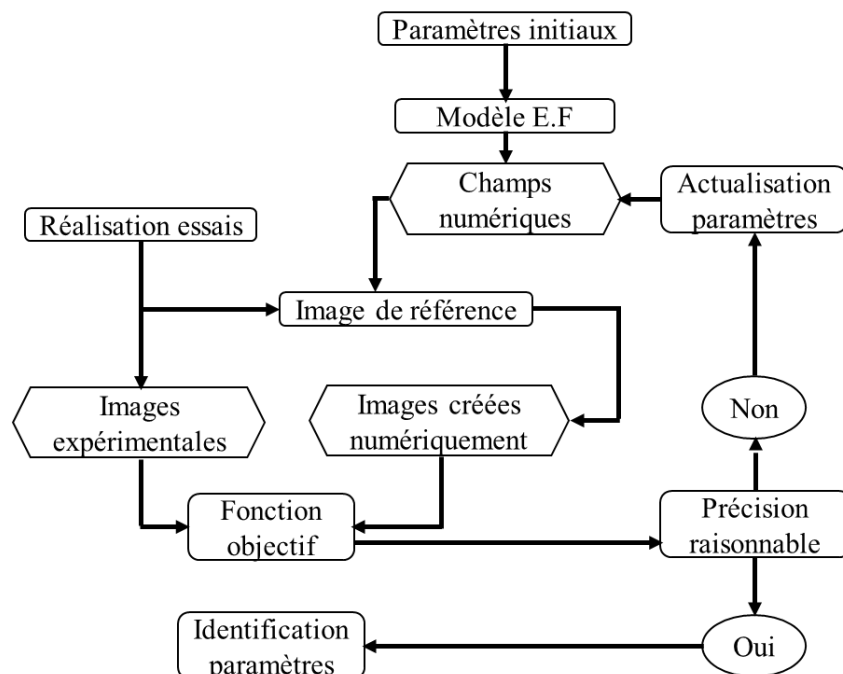 Paramètres initiaux
Modèle E.F
Champs
numériques
Actualisation
paramètres
Réalisation essais
Image de référence
Images
expérimentales
Images créées
numériquement
Non
Fonction
objectif
Précision
raisonnable
Identification
paramètres
Oui